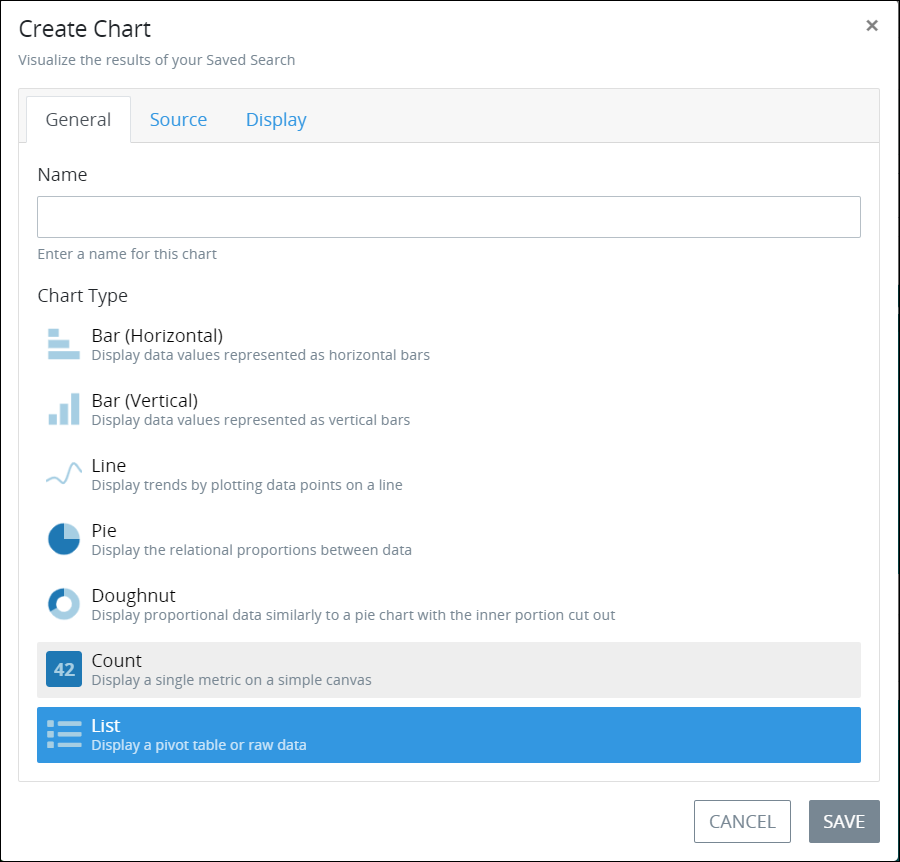 Create Chart
×
Visualize the results of your Saved Search
General
Source
Display
Name
Enter a name for this chart
Chart Type
Bar (Horizontal)
Display data values represented as horizontal bars
Bar (Vertical)
Display data values represented as vertical bars
Line
Display trends by plotting data points on a line
Pie
Display the relational proportions between data
Doughnut
Display proportional data similarly to a pie chart with the inner portion cut out
42
Count
Display a single metric on a simple canvas
List
Display a pivot table or raw data
CANCEL
SAVE